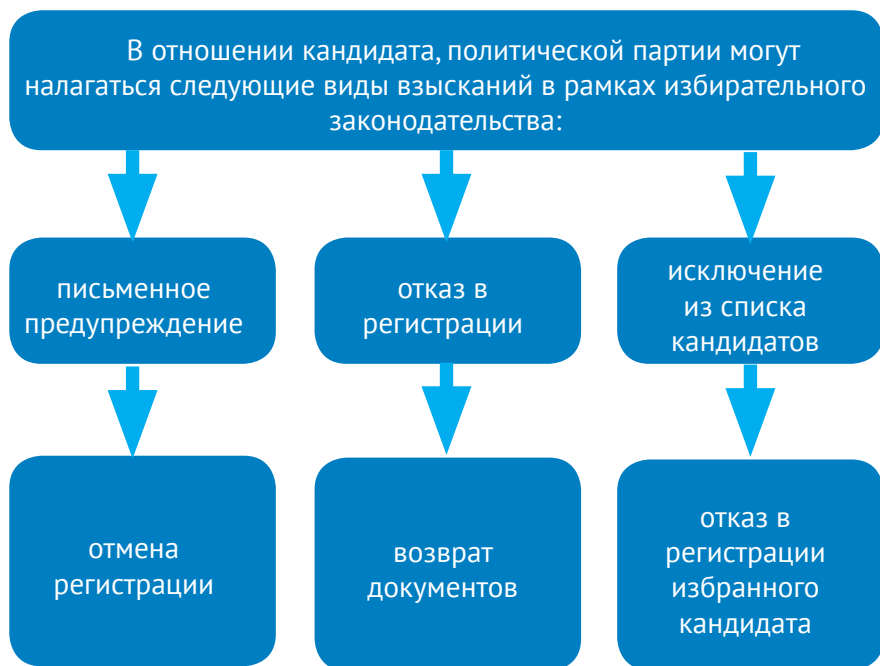 В отношении кандидата, политической партии могут
налагаться следующие виды взысканий в рамках избирательного
законодательства:
письменное
предупреждение
отказ в
регистрации
исключение
из списка
кандидатов
отмена
регистрации
возврат
документов
отказ в
регистрации
избранного
кандидата